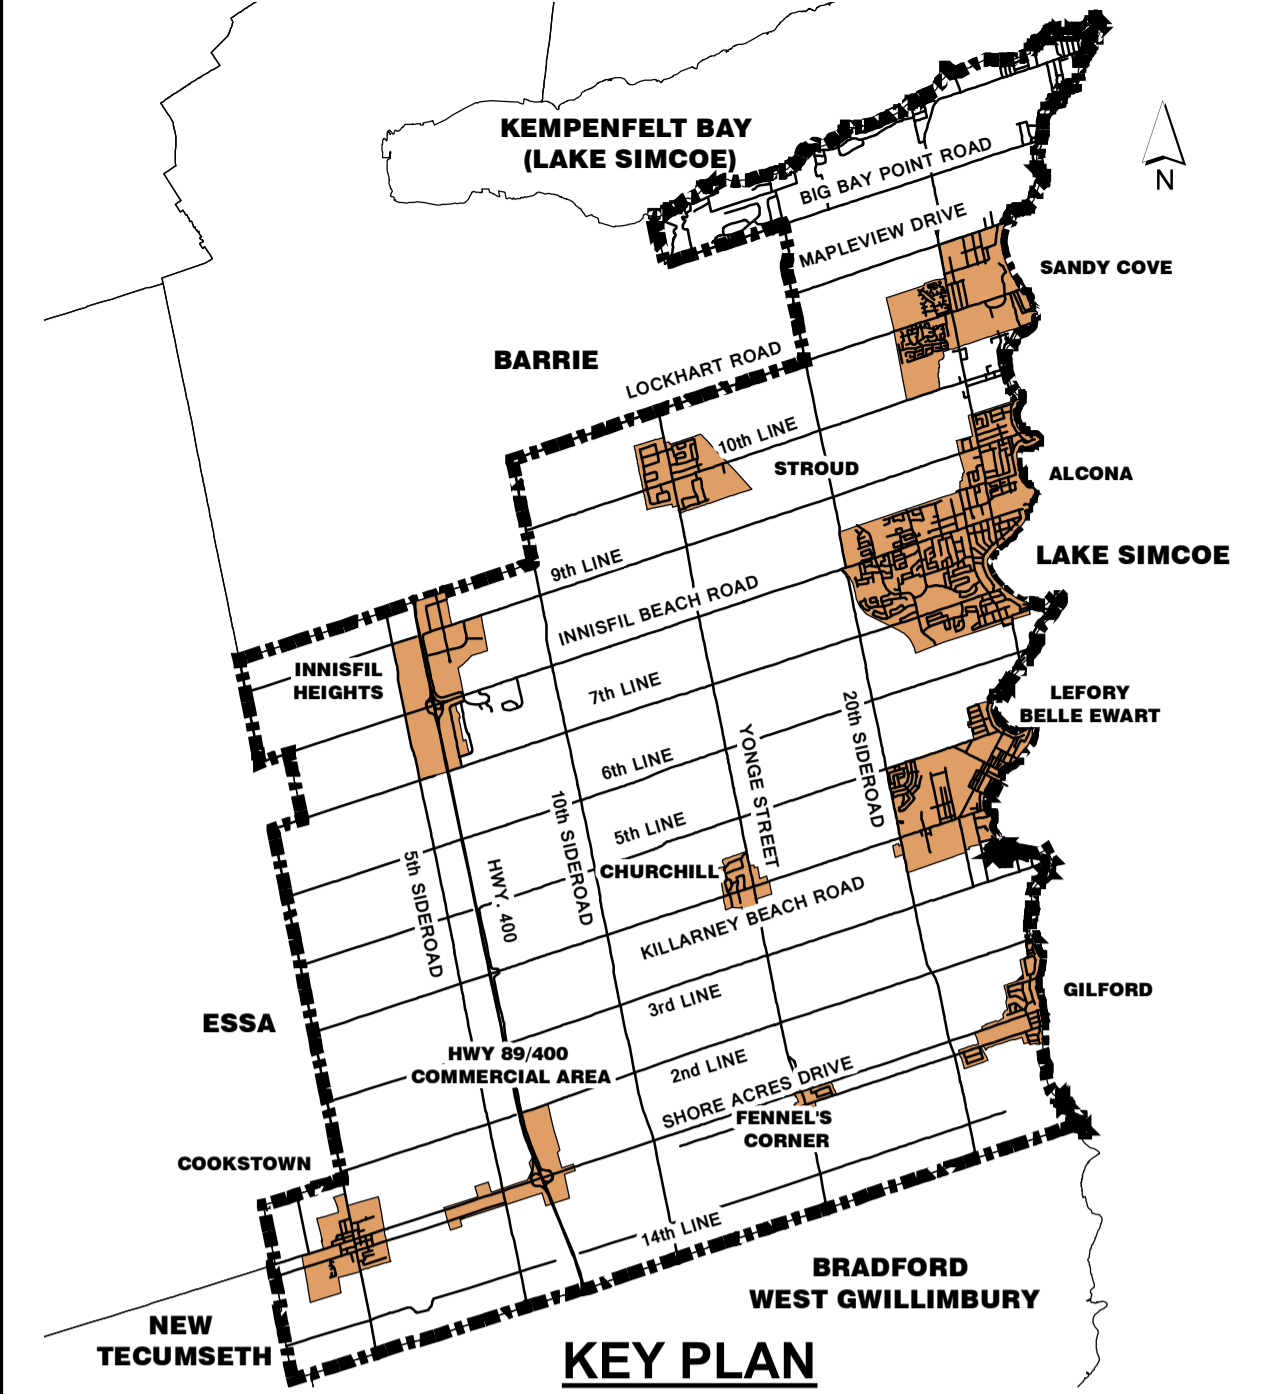 KEMPENFELT BAY
(LAKE SIMCOE)
BIG BAY POINT ROAD
N
MAPLEVIEW DRIVE
SANDY COVE
BARRIE
LOCKHART ROAD
10th LINE
STROUD
ALCONA
9th LINE
LAKE SIMCOE
INNISFIL BEACH ROAD
INNISFIL
HEIGHTS
7th LINE
LEFORY
BELLE EWART
20th SIDEROAD
YONGE STREET
6th LINE
10th SIDEROAD
5th LINE
5th SIDEROAD
HWY. 400
CHURCHILL
KILLARNEY BEACH ROAD
3rd LINE
GILFORD
ESSA
HWY 89/400
COMMERCIAL AREA
2nd LINE
SHORE ACRES DRIVE
FENNEL'S
CORNER
COOKSTOWN
14th LINE
BRADFORD
WEST GWILLIMBURY
NEW
TECUMSETH
KEY PLAN